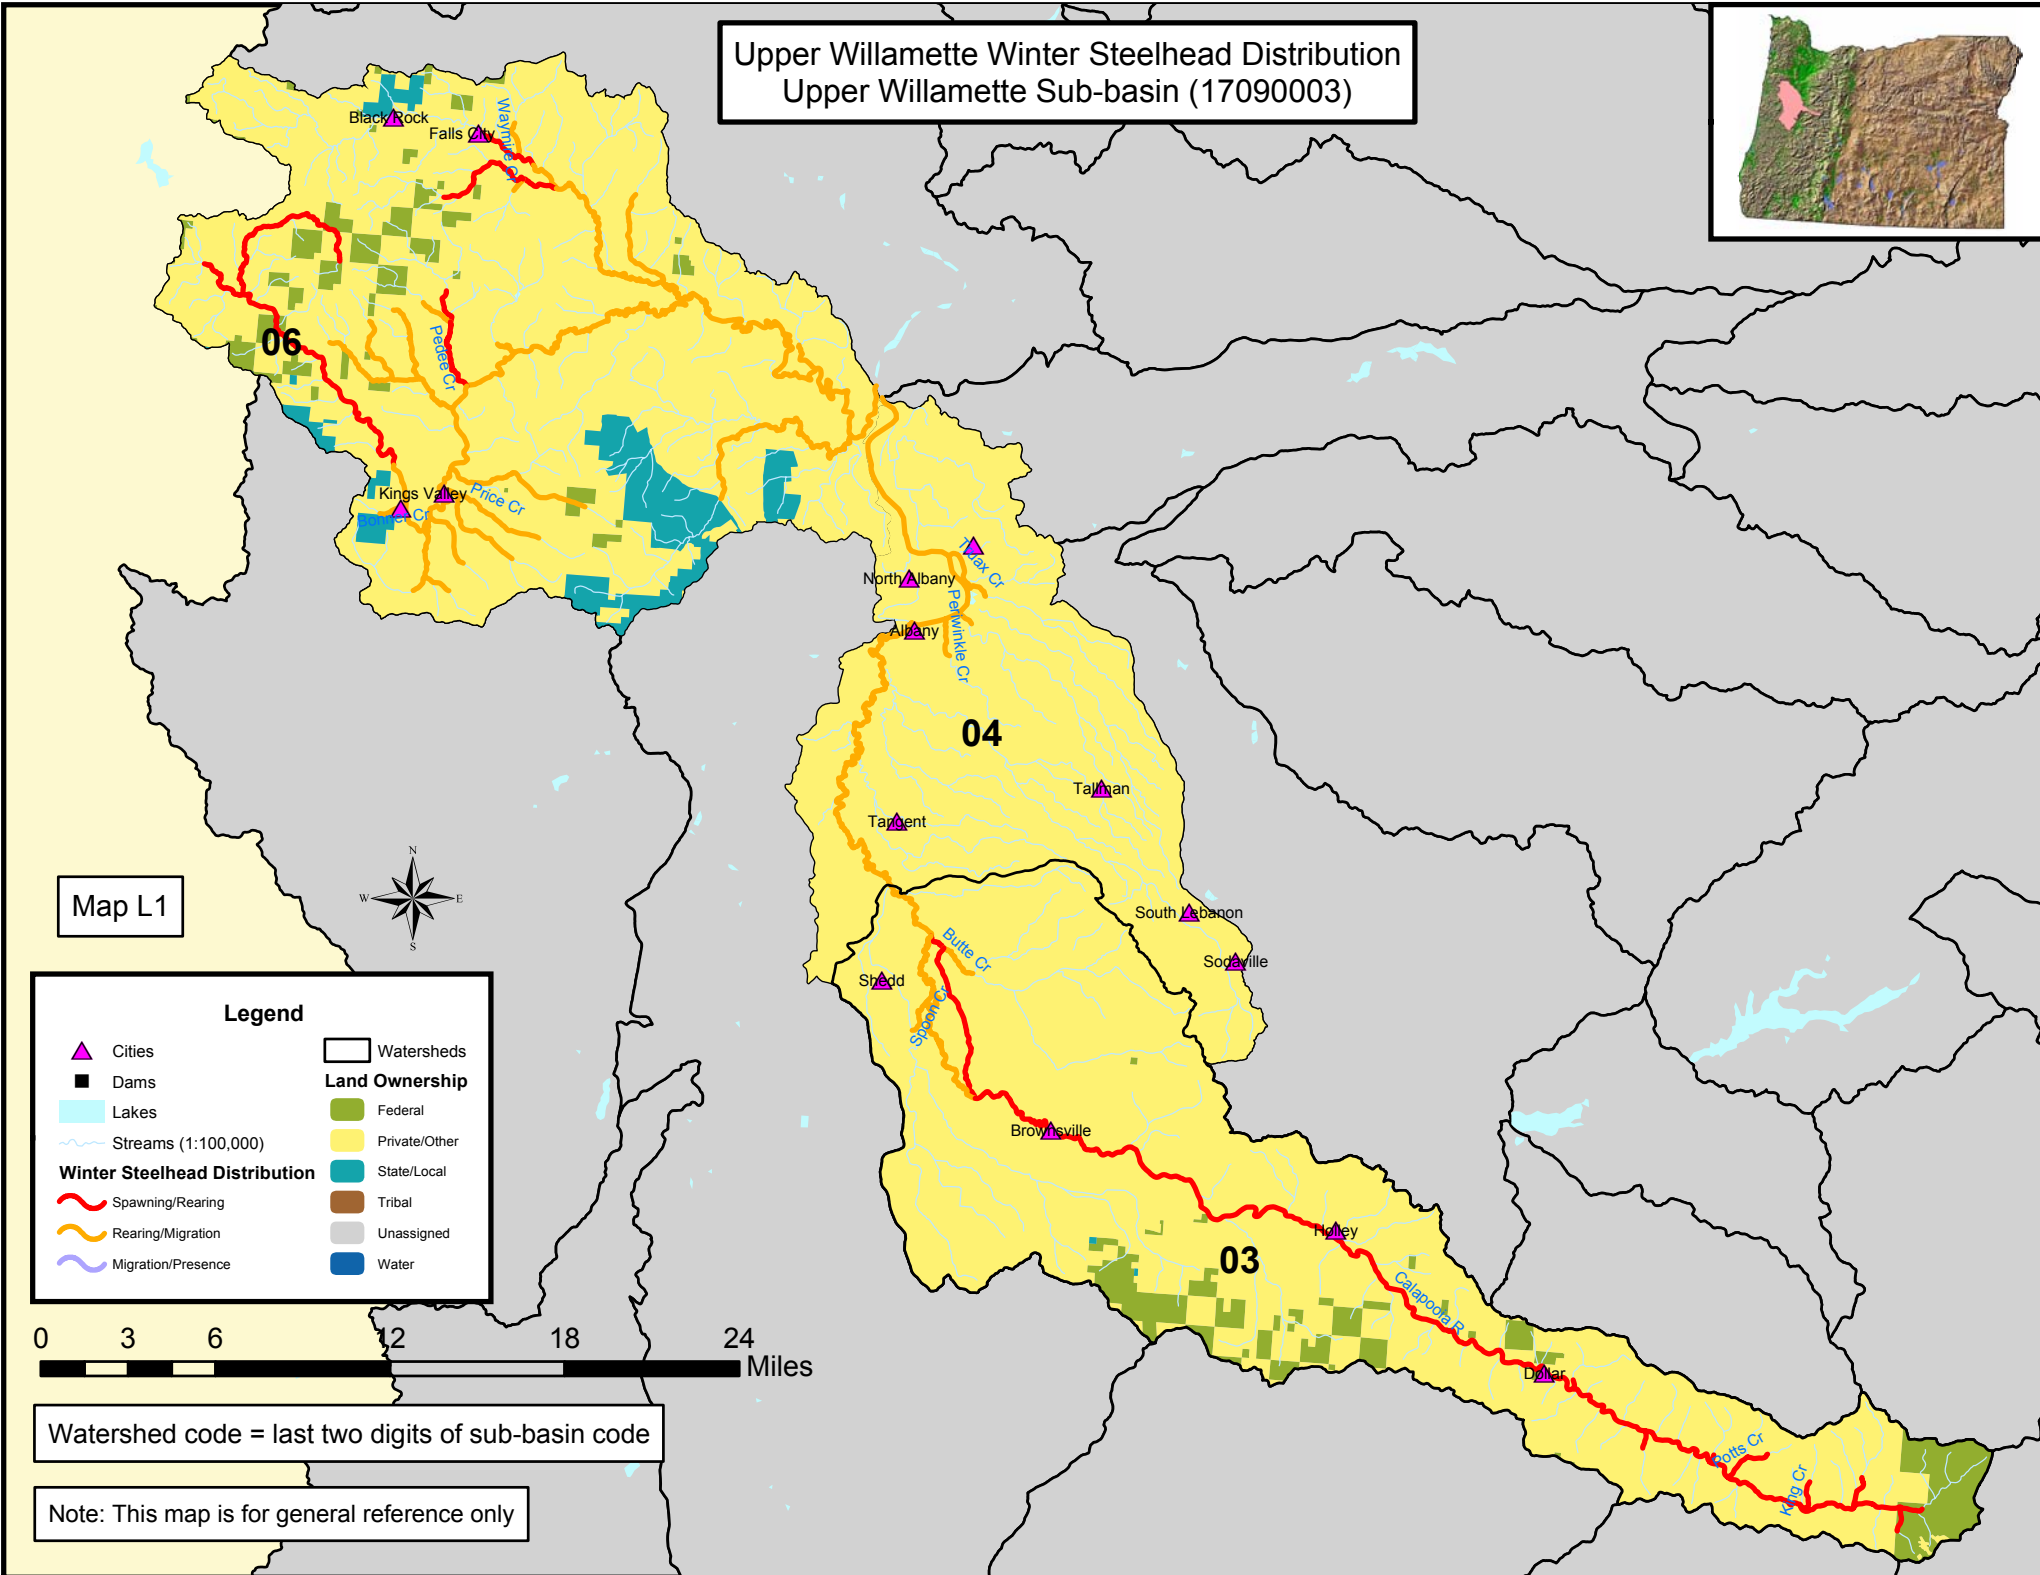 Upper Willamette Winter Steelhead Distribution
Upper Willamette Sub-basin (17090003)
Black Rock
Falls City
Waymire Cr
06
Pedee Cr
Kings Valley
Price Cr
Bonner Cr
Truax Cr
North Albany
Periwinkle Cr
Albany
04
Tallman
Tangent
South Lebanon
Sodaville
Butte Cr
Shedd
Spoon Cr
Brownsville
Holley
03
Calapooia R
Dollar
Potts Cr
King Cr
Map L1
N
W
E
S
Legend
Cities
Dams
Lakes
Streams (1:100,000)
Winter Steelhead Distribution
Spawning/Rearing
Rearing/Migration
Migration/Presence
Watersheds
Land Ownership
Federal
Private/Other
State/Local
Tribal
Unassigned
Water
0 3 6 12 18 24
Miles
Watershed code = last two digits of sub-basin code
Note: This map is for general reference only